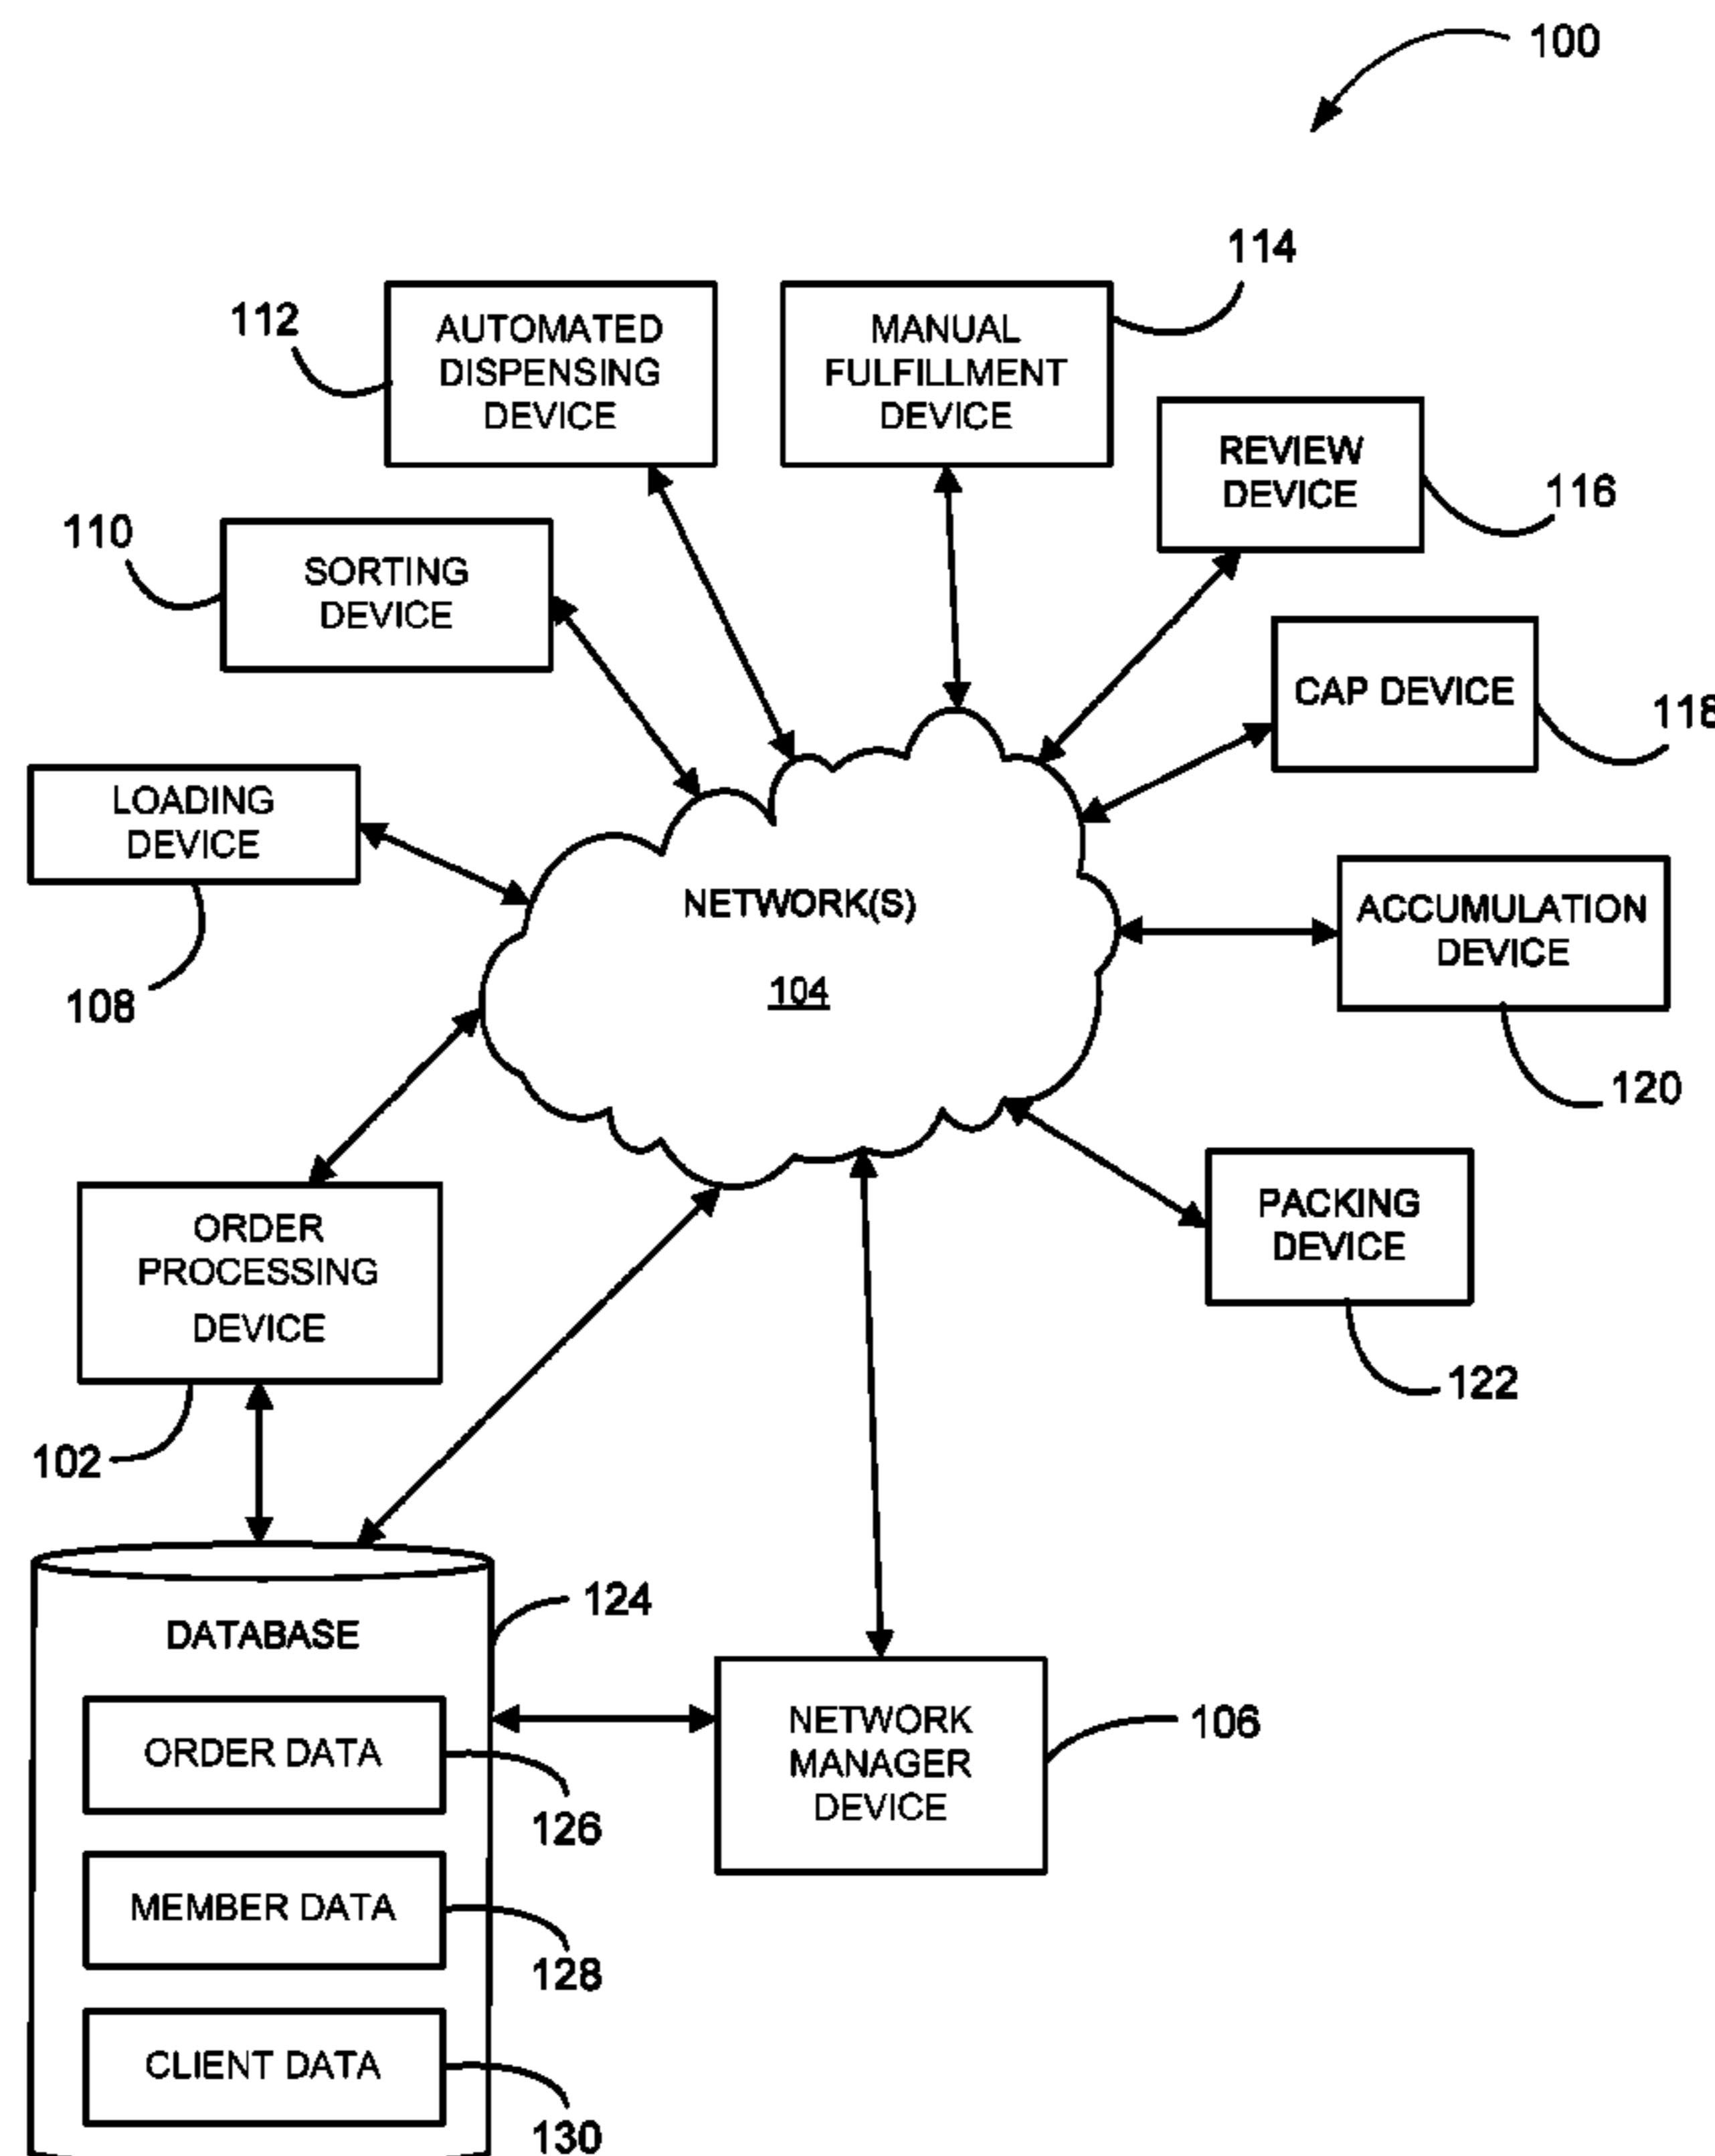 100
114
112
AUTOMATED
DISPENSING
DEVICE
MANUAL
FULFILLMENT
DEVICE
REVIEW
DEVICE
116
110
SORTING
DEVICE
CAP DEVICE
118
LOADING
DEVICE
108
NETWORK(S)
104
ACCUMULATION
DEVICE
120
ORDER
PROCESSING
DEVICE
102
PACKING
DEVICE
122
DATABASE
124
ORDER DATA
126
MEMBER DATA
128
CLIENT DATA
130
NETWORK
MANAGER
DEVICE
106